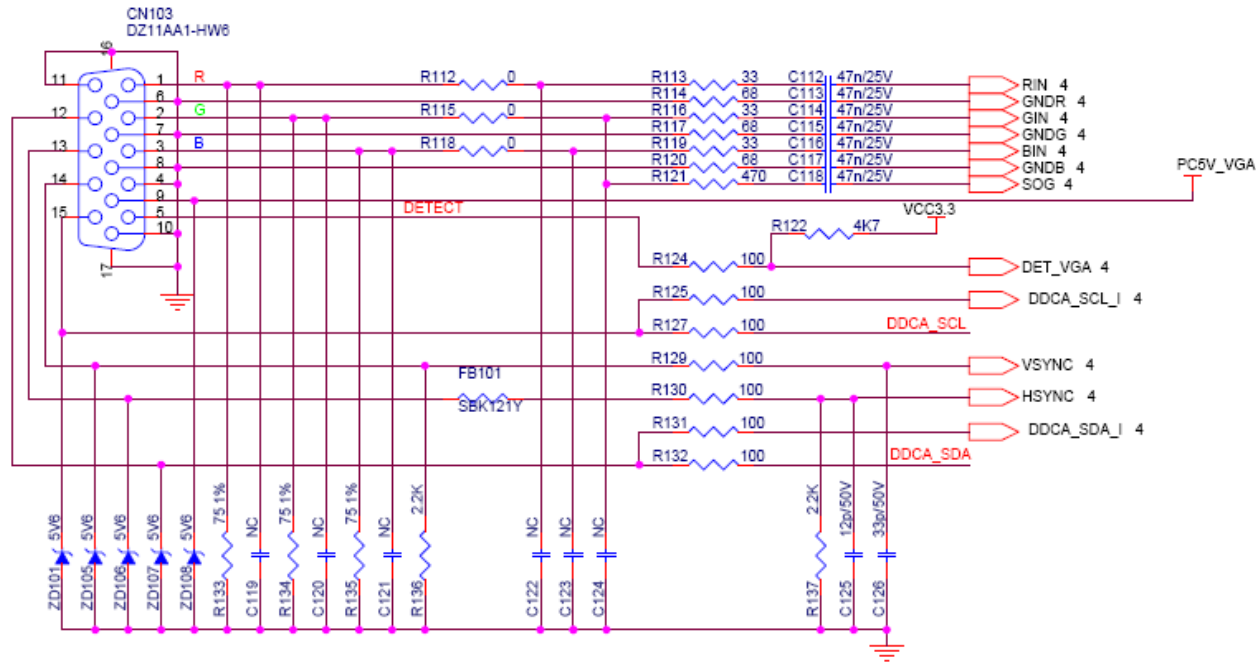 CN103
DZ11AA1-HW6
16
11 1 R R112 0 R113 33 C112 47n/25V RIN 4
6 R114 68 C113 47n/25V GNDR 4
12 2 G R115 0 R116 33 C114 47n/25V GIN 4
7 R117 68 C115 47n/25V GNDG 4
13 3 B R118 0 R119 33 C116 47n/25V BIN 4
8 R120 68 C117 47n/25V GNDB 4
14 4 R121 470 C118 47n/25V SOG 4
PC5V_VGA
9
15 5 DETECT
VCC3.3
10 R122 4K7
17 R124 100 DET_VGA 4
R125 100 DDCA_SCL_I 4
R127 100 DDCA_SCL
R129 100 VSYNC 4
FB101
SBK121Y
R130 100 HSYNC 4
R131 100 DDCA_SDA_I 4
R132 100 DDCA_SDA
ZD101 5V6
ZD105 5V6
ZD106 5V6
ZD107 5V6
ZD108 5V6
R133 75 1%
C119 NC
R134 75 1%
C120 NC
R135 75 1%
C121 NC
R136 2.2K
C122 NC
C123 NC
C124 NC
R137 2.2K
C125 12p/50V
C126 33p/50V